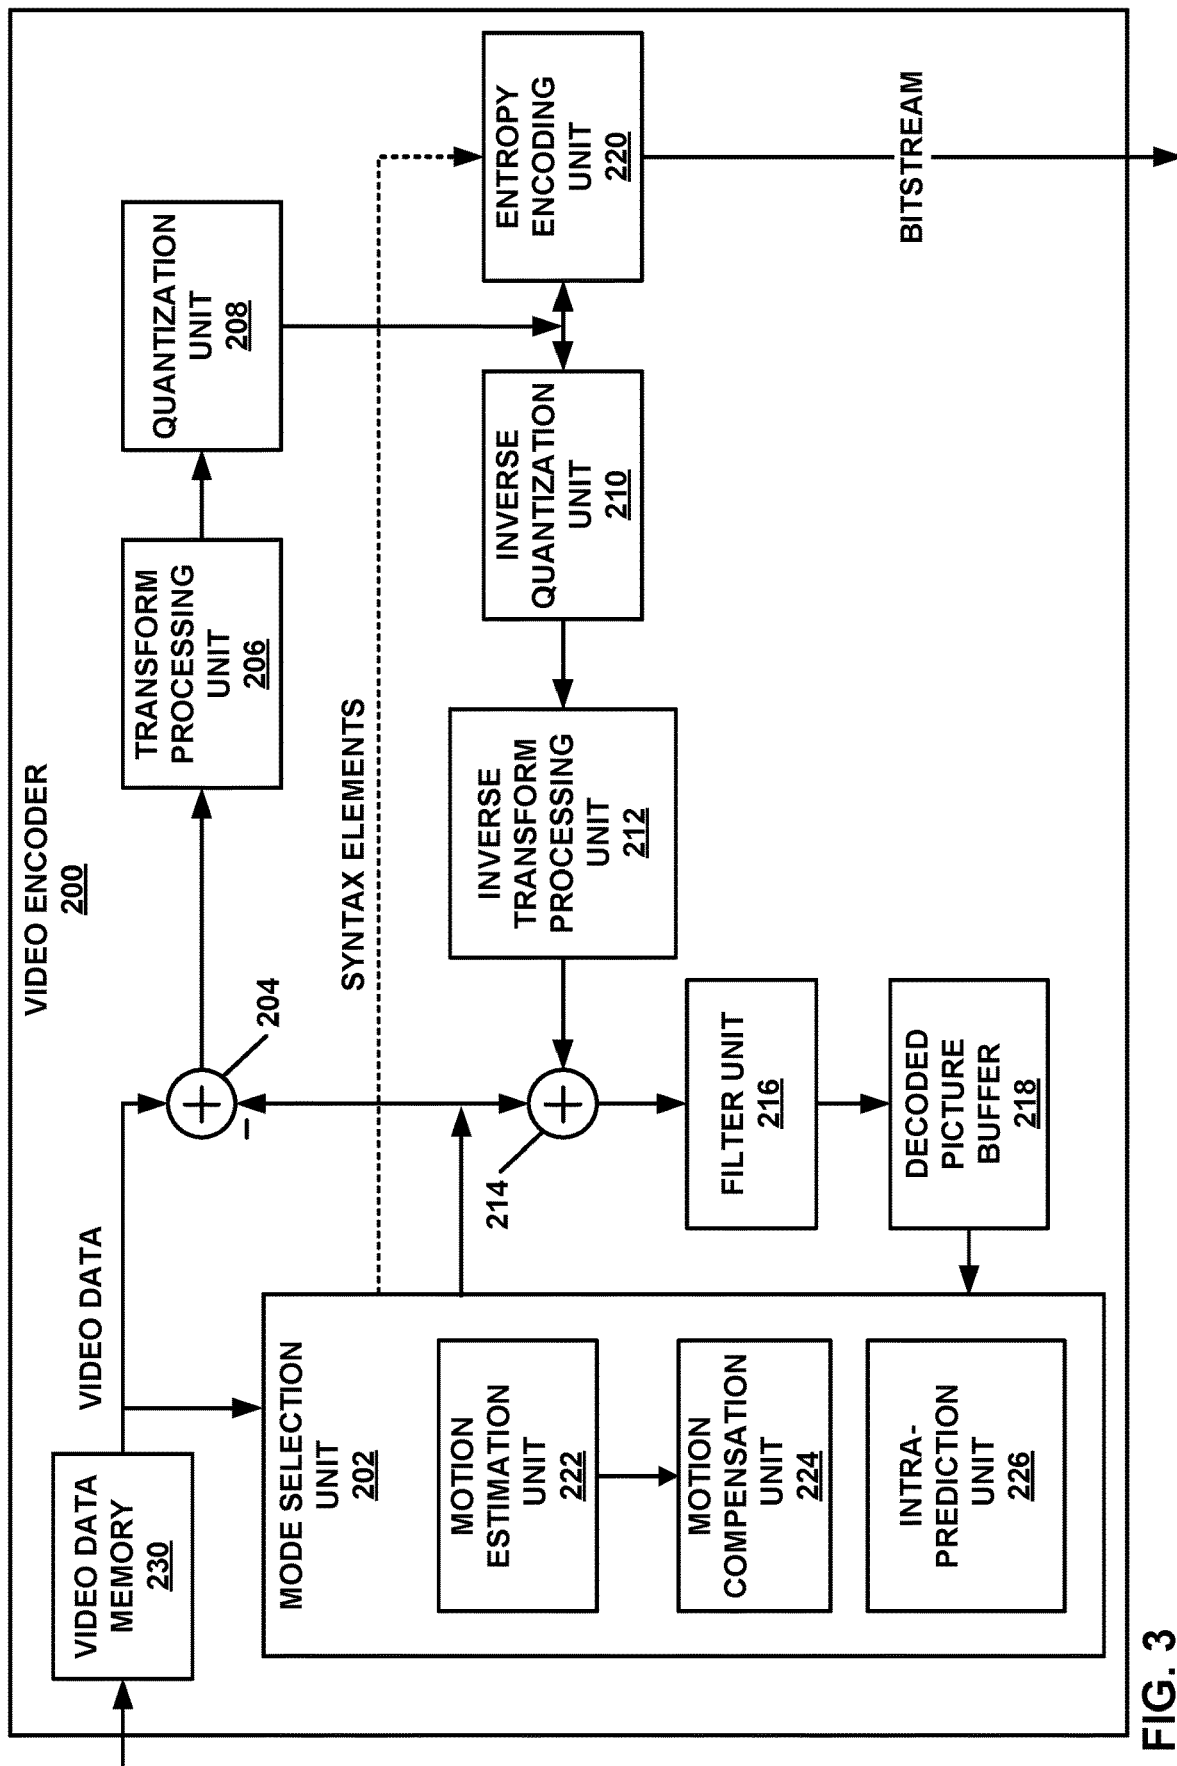 VIDEO ENCODER
200
VIDEO DATA
MEMORY
230
VIDEO DATA
204
TRANSFORM
PROCESSING
UNIT
206
QUANTIZATION
UNIT
208
–
SYNTAX ELEMENTS
MODE SELECTION
UNIT
202
MOTION
ESTIMATION
UNIT
222
MOTION
COMPENSATION
UNIT
224
INTRA-
PREDICTION
UNIT
226
214
INVERSE
TRANSFORM
PROCESSING
UNIT
212
INVERSE
QUANTIZATION
UNIT
210
ENTROPY
ENCODING
UNIT
220
FILTER UNIT
216
DECODED
PICTURE
BUFFER
218
BITSTREAM
FIG. 3